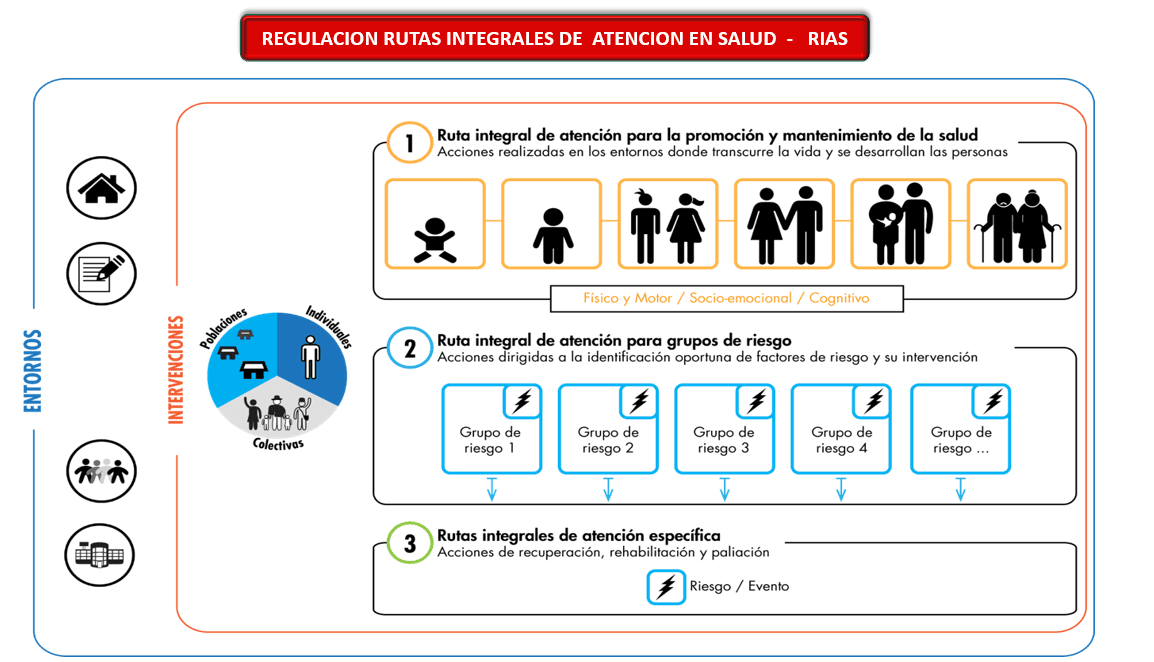 REGULACION RUTAS INTEGRALES DE ATENCION EN SALUD - RIAS
ENTORNOS
INTERVENCIONES
Poblaciones
Individuales
Colectivas
1
Ruta integral de atención para la promoción y mantenimiento de la salud
Acciones realizadas en los entornos donde transcurre la vida y se desarrollan las personas
Físico y Motor / Socio-emocional / Cognitivo
2
Ruta integral de atención para grupos de riesgo
Acciones dirigidas a la identificación oportuna de factores de riesgo y su intervención
Grupo de
riesgo 1
Grupo de
riesgo 2
Grupo de
riesgo 3
Grupo de
riesgo 4
Grupo de
riesgo ...
3
Rutas integrales de atención específica
Acciones de recuperación, rehabilitación y paliación
Riesgo / Evento